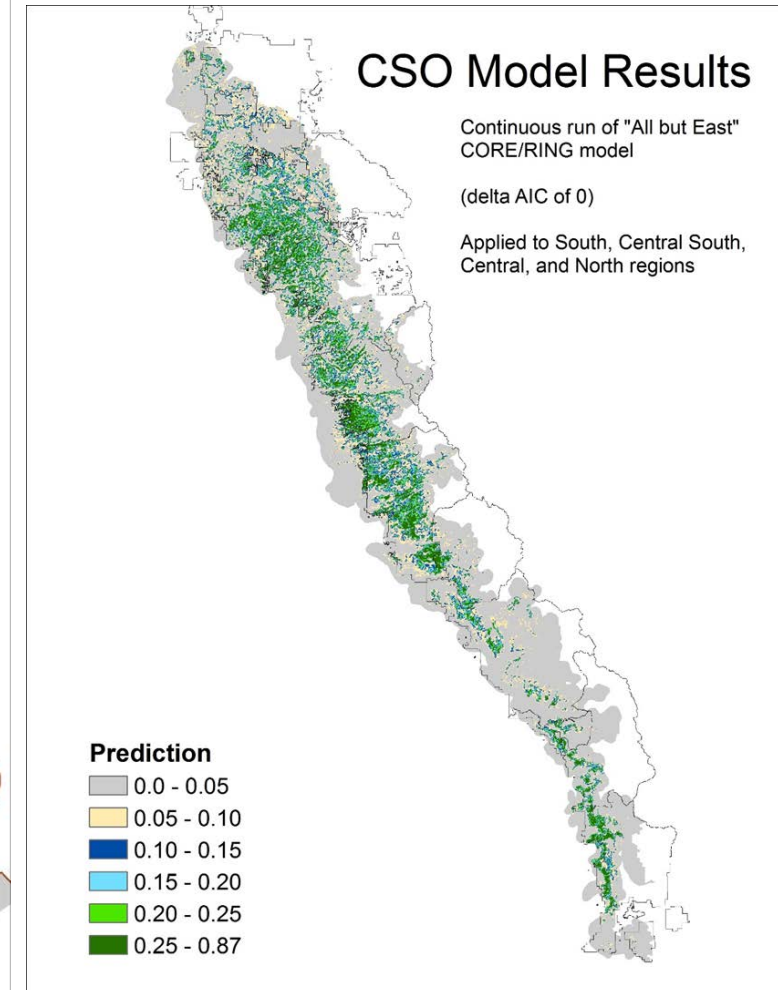 CSO Model Results
Continuous run of "All but East"
CORE/RING model
(delta AIC of 0)
Applied to South, Central South,
Central, and North regions
Prediction
0.0 - 0.05
0.05 - 0.10
0.10 - 0.15
0.15 - 0.20
0.20 - 0.25
0.25 - 0.87